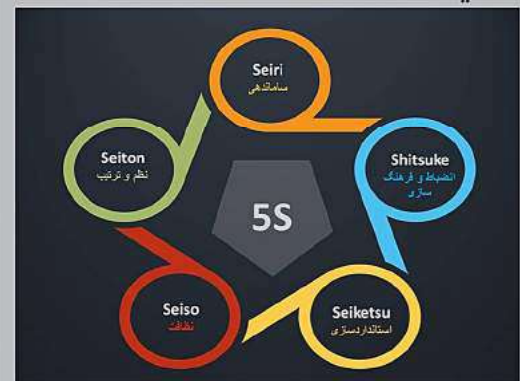 Seiri
ساماندهی
Shitsuke
انضباط و فرهنگ
سازی
Seiton
نظم و ترتیب
5S
Seiso
نظافت
Seiketsu
استانداردسازی